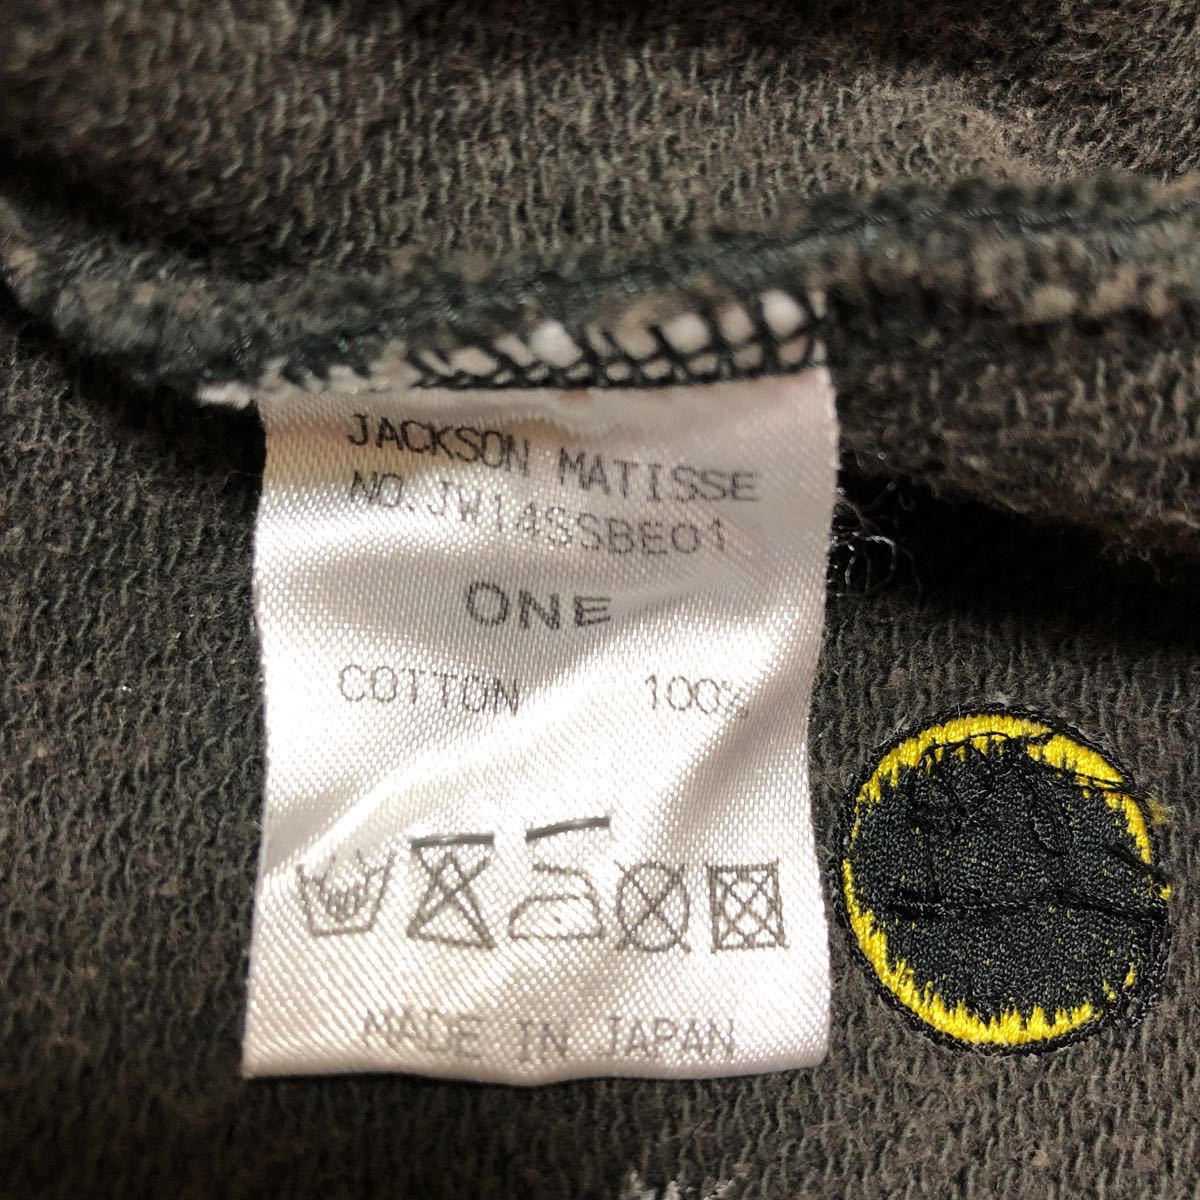 JACKSON MATISSE
NO.JW14SSBE01
ONE
COTTON 100%
MADE IN JAPAN